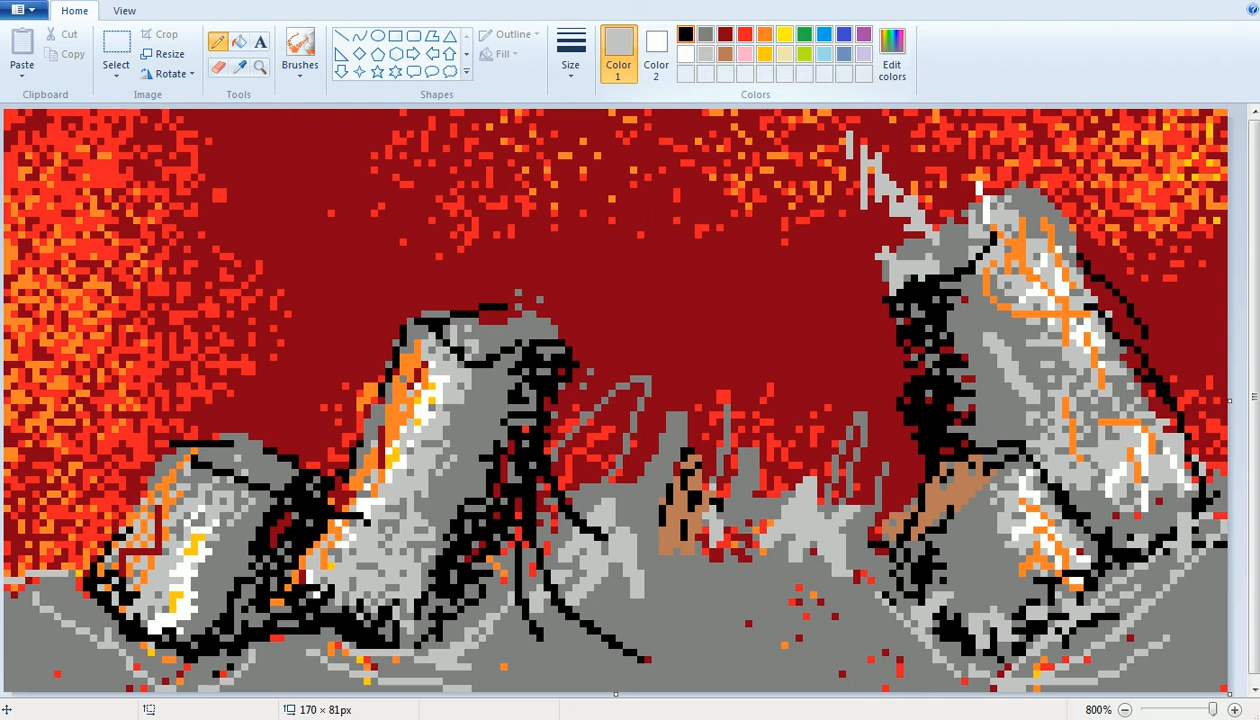 Home
View
Paste
Cut
Copy
Clipboard
Select
Crop
Resize
Rotate
Image
A
Tools
Brushes
Outline
Fill
Shapes
Size
Color
1
Color
2
Edit
colors
Colors
170 × 81px
800%